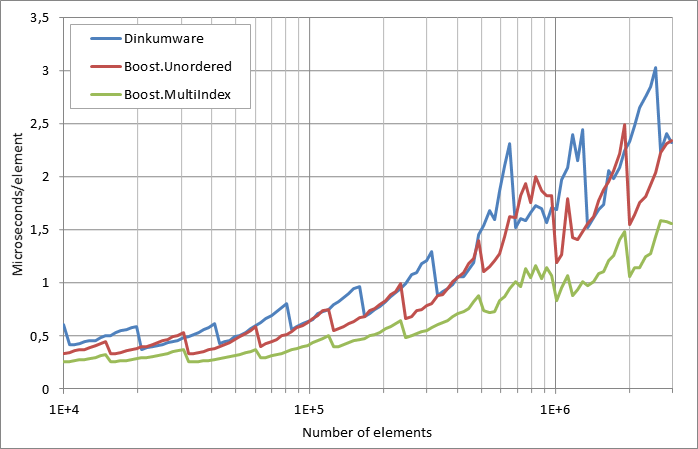 3,5
3
2,5
2
1,5
1
0,5
0
Microseconds/element
Dinkumware
Boost.Unordered
Boost.MultiIndex
1E+4
1E+5
1E+6
Number of elements